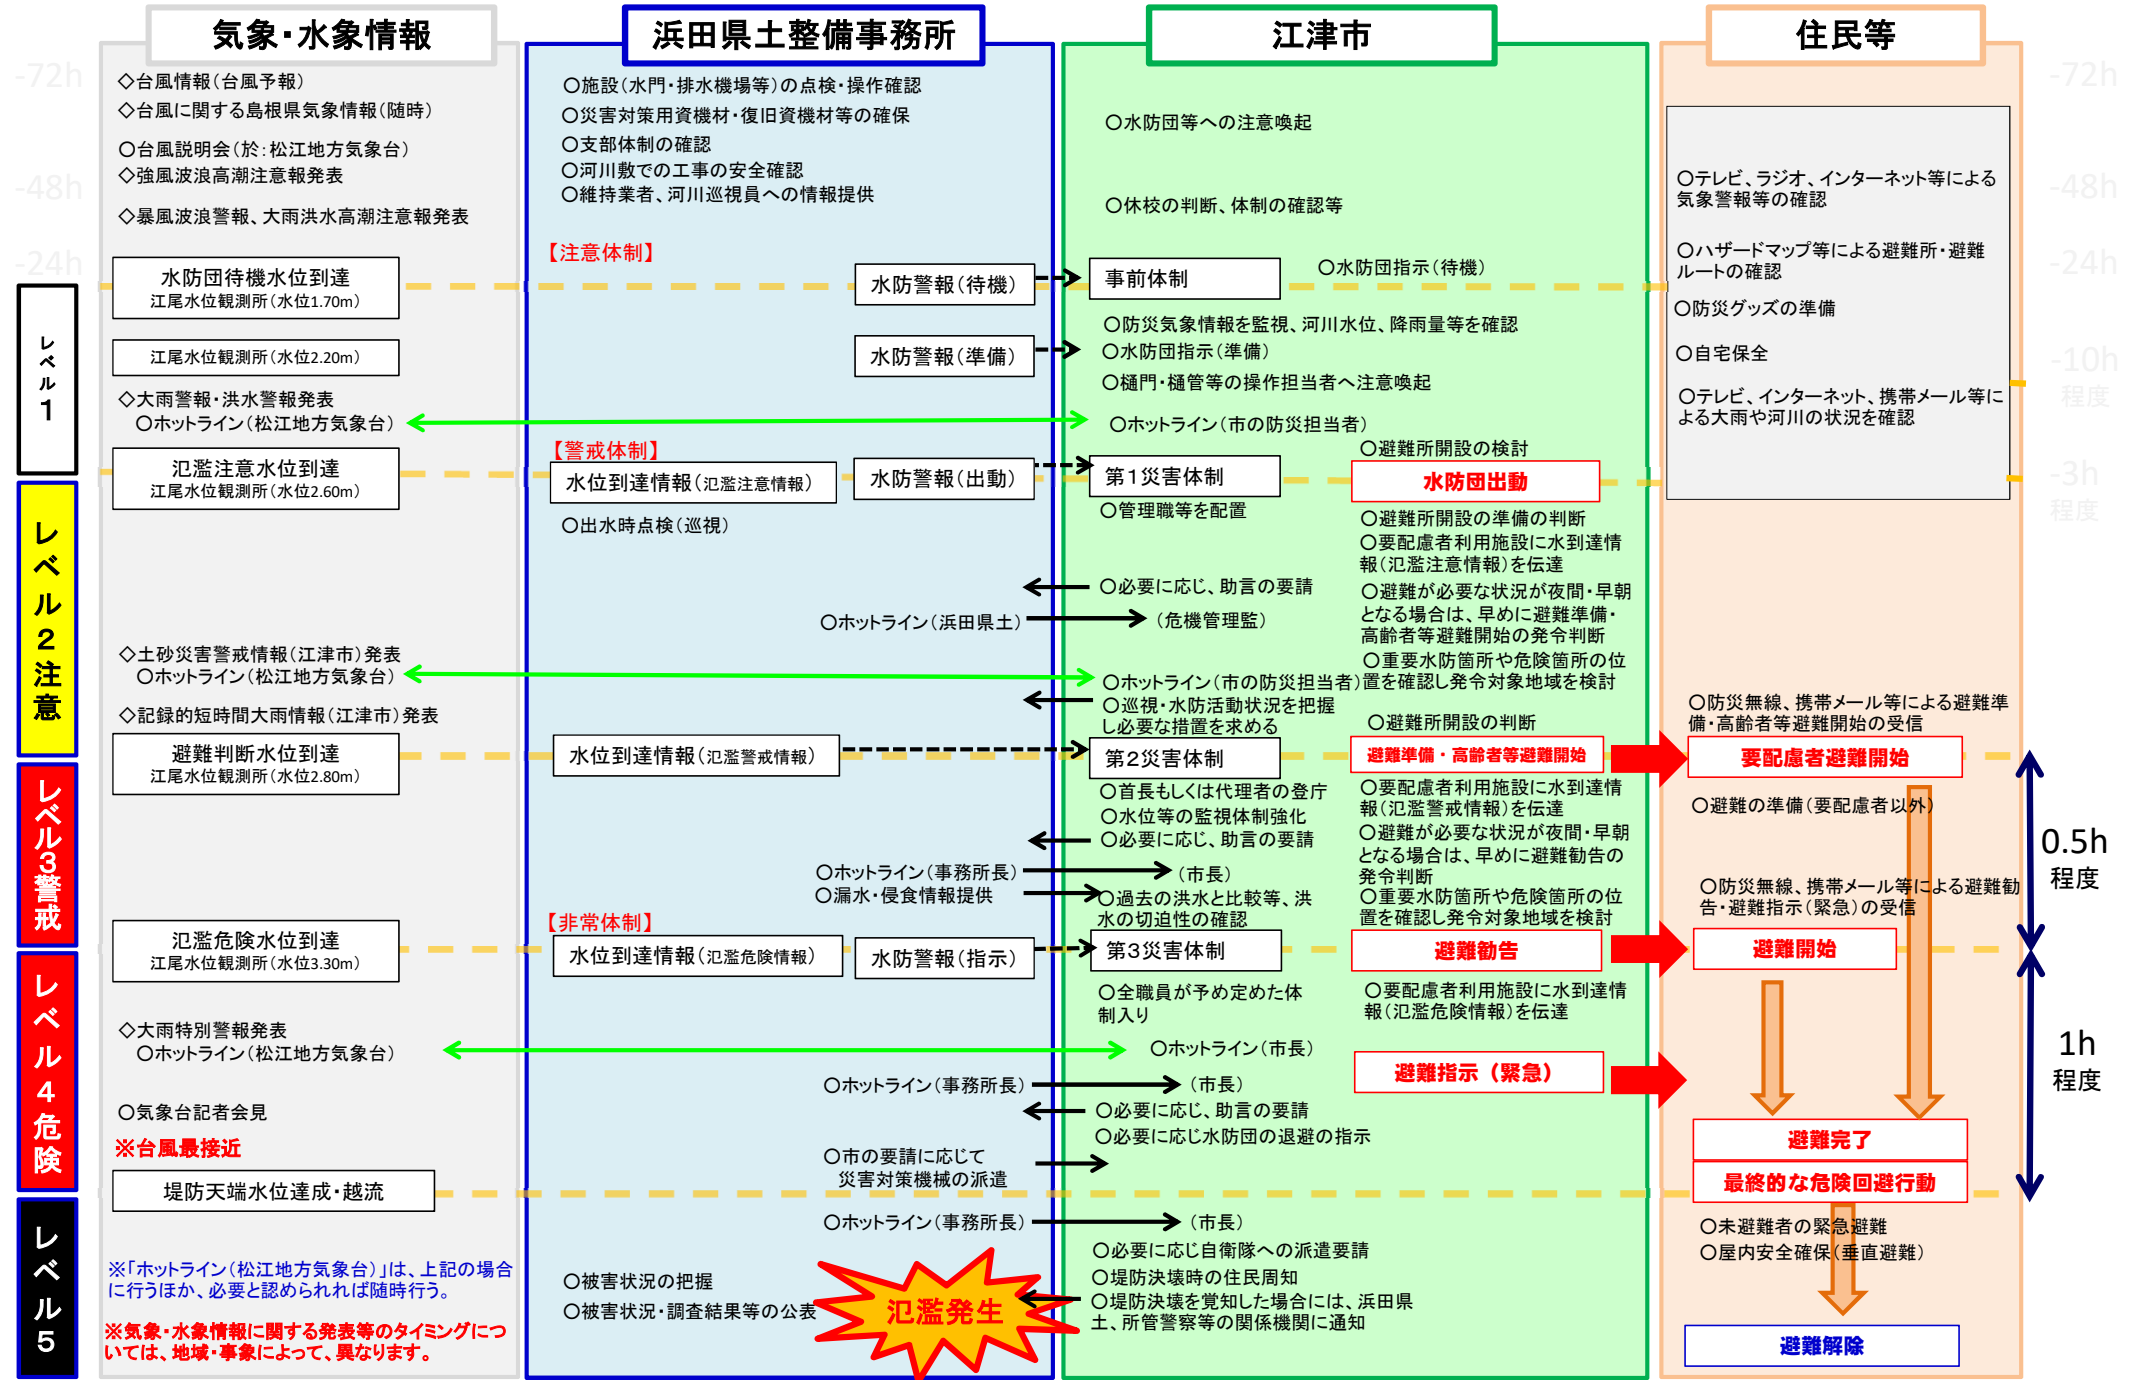 気象・水象情報
浜田県土整備事務所
江津市
住民等
-72h
-48h
-24h
レベル1
レベル2注意
レベル3警戒
レベル4危険
レベル5
◇台風情報(台風予報)
◇台風に関する島根県気象情報(随時)
○台風説明会(於:松江地方気象台)
◇強風波浪高潮注意報発表
◇暴風波浪警報、大雨洪水高潮注意報発表
水防団待機水位到達
江尾水位観測所(水位1.70m)
江尾水位観測所(水位2.20m)
◇大雨警報・洪水警報発表
○ホットライン(松江地方気象台)
氾濫注意水位到達
江尾水位観測所(水位2.60m)
◇土砂災害警戒情報(江津市)発表
○ホットライン(松江地方気象台)
◇記録的短時間大雨情報(江津市)発表
避難判断水位到達
江尾水位観測所(水位2.80m)
氾濫危険水位到達
江尾水位観測所(水位3.30m)
◇大雨特別警報発表
○ホットライン(松江地方気象台)
○気象台記者会見
※台風最接近
堤防天端水位達成・越流
※「ホットライン(松江地方気象台)」は、上記の場合
に行うほか、必要と認められれば随時行う。
※気象・水象情報に関する発表等のタイミングにつ
いては、地域・事象によって、異なります。
○施設(水門・排水機場等)の点検・操作確認
○災害対策用資機材・復旧資機材等の確保
○支部体制の確認
○河川敷での工事の安全確認
○維持業者、河川巡視員への情報提供
【注意体制】
水防警報(待機)
水防警報(準備)
【警戒体制】
水位到達情報(氾濫注意情報)
水防警報(出動)
○出水時点検(巡視)
○ホットライン(浜田県土)
水位到達情報(氾濫警戒情報)
○ホットライン(事務所長)
○漏水・侵食情報提供
【非常体制】
水位到達情報(氾濫危険情報)
水防警報(指示)
○ホットライン(事務所長)
○市の要請に応じて
災害対策機械の派遣
○ホットライン(事務所長)
○被害状況の把握
○被害状況・調査結果等の公表
氾濫発生
○水防団等への注意喚起
○休校の判断、体制の確認等
事前体制
○水防団指示(待機)
○防災気象情報を監視、河川水位、降雨量等を確認
○水防団指示(準備)
○樋門・樋管等の操作担当者へ注意喚起
○ホットライン(市の防災担当者)
○避難所開設の検討
第1災害体制
水防団出動
○管理職等を配置
○避難所開設の準備の判断
○要配慮者利用施設に水到達情
報(氾濫注意情報)を伝達
○必要に応じ、助言の要請
(危機管理監)
○避難が必要な状況が夜間・早朝
となる場合は、早めに避難準備・
高齢者等避難開始の発令判断
○重要水防箇所や危険箇所の位
置を確認し発令対象地域を検討
○ホットライン(市の防災担当者)
○巡視・水防活動状況を把握
し必要な措置を求める
○避難所開設の判断
第2災害体制
避難準備・高齢者等避難開始
○首長もしくは代理者の登庁
○水位等の監視体制強化
○必要に応じ、助言の要請
(市長)
○過去の洪水と比較等、洪
水の切迫性の確認
○要配慮者利用施設に水到達情
報(氾濫警戒情報)を伝達
○避難が必要な状況が夜間・早朝
となる場合は、早めに避難勧告の
発令判断
○重要水防箇所や危険箇所の位
置を確認し発令対象地域を検討
第3災害体制
避難勧告
○全職員が予め定めた体
制入り
○要配慮者利用施設に水到達情
報(氾濫危険情報)を伝達
○ホットライン(市長)
避難指示(緊急)
(市長)
○必要に応じ、助言の要請
○必要に応じ水防団の退避の指示
(市長)
○必要に応じ自衛隊への派遣要請
○堤防決壊時の住民周知
○堤防決壊を覚知した場合には、浜田県
土、所管警察等の関係機関に通知
○テレビ、ラジオ、インターネット等による
気象警報等の確認
○ハザードマップ等による避難所・避難
ルートの確認
○防災グッズの準備
○自宅保全
○テレビ、インターネット、携帯メール等に
よる大雨や河川の状況を確認
○防災無線、携帯メール等による避難準
備・高齢者等避難開始の受信
要配慮者避難開始
○避難の準備(要配慮者以外)
○防災無線、携帯メール等による避難勧
告・避難指示(緊急)の受信
避難開始
避難完了
最終的な危険回避行動
○未避難者の緊急避難
○屋内安全確保(垂直避難)
避難解除
-72h
-48h
-24h
-10h
程度
-3h
程度
0.5h
程度
1h
程度